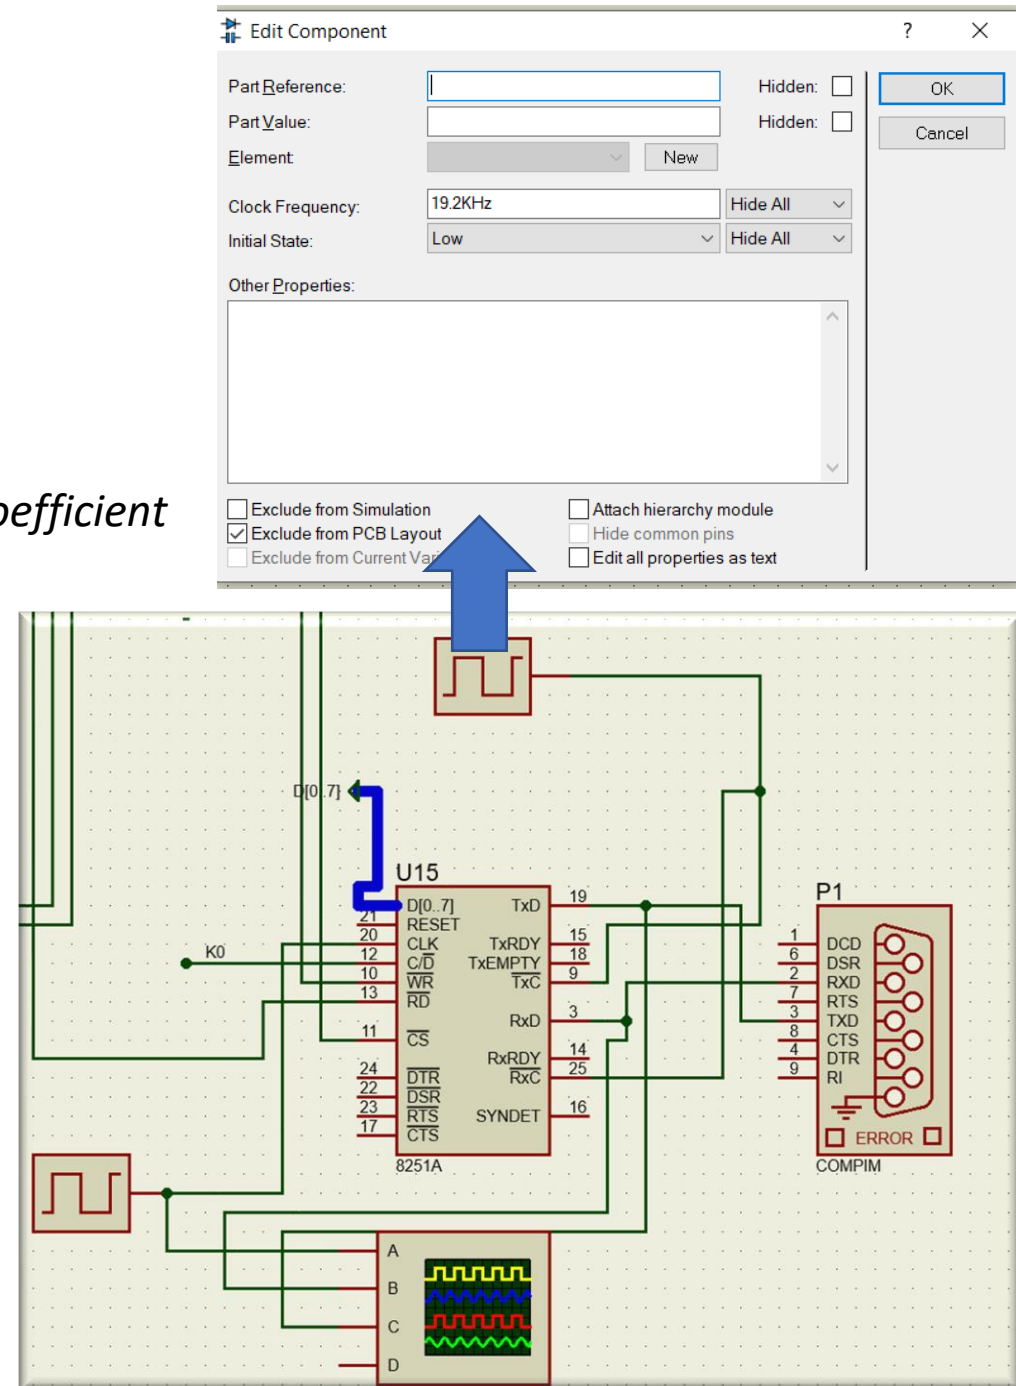 Edit Component ? ×
Part Reference: Hidden: OK
Part Value: Hidden: Cancel
Element: New
Clock Frequency: 19.2KHz Hide All
Initial State: Low Hide All
Other Properties:
Exclude from Simulation Attach hierarchy module
Exclude from PCB Layout Hide common pins
Exclude from Current Edit all properties as text
oefficient
D[0..7]
U15
P1
D[0..7] TxD 19
21 RESET
20 CLK TxRDY 15
12 C/D TxEMPTY 18
10 WR TxC 9
13 RD
RxD 3
11 CS
RxRDY 14
24 DTR RxC 25
22 DSR
23 RTS SYNDET 16
17 CTS
8251A
K0
1 DCD
6 DSR
2 RXD
7 RTS
3 TXD
8 CTS
4 DTR
9 RI
ERROR
COMPIM
A
B
C
D